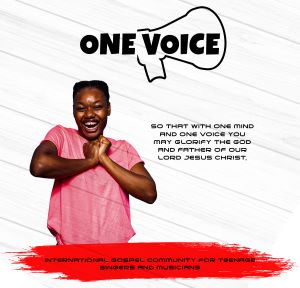 ONE VOICE
SO THAT WITH ONE MIND
AND ONE VOICE YOU
MAY GLORIFY THE GOD
AND FATHER OF OUR
LORD JESUS CHRIST.
INTERNATIONAL GOSPEL COMMUNITY FOR TEENAGE
SINGERS AND MUSICIANS